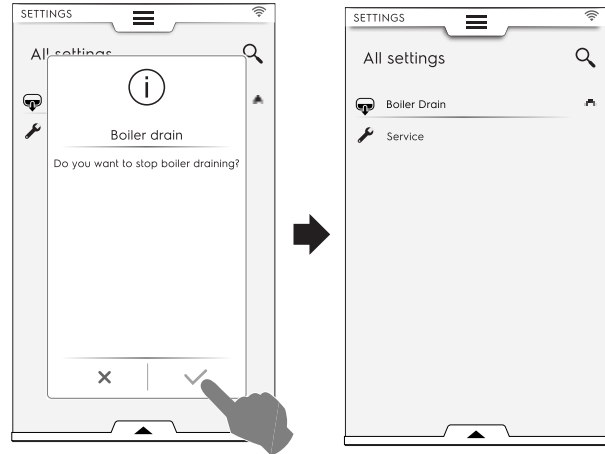 SETTINGS
All settings
i
Boiler drain
Do you want to stop boiler draining?
SETTINGS
All settings
Boiler Drain
Service